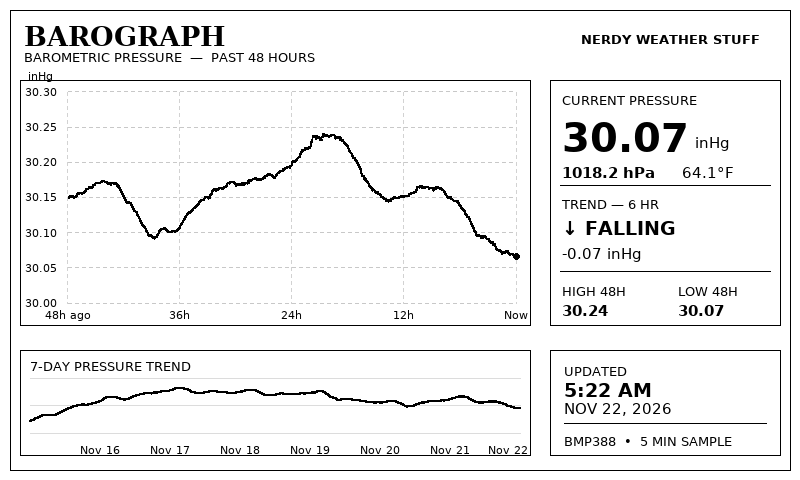 BAROGRAPH
BAROMETRIC PRESSURE — PAST 48 HOURS
NERDY WEATHER STUFF
inHg
30.30
30.25
30.20
30.15
30.10
30.05
30.00
48h ago 36h 24h 12h Now
CURRENT PRESSURE
30.07 inHg
1018.2 hPa 64.1°F
TREND — 6 HR
↓ FALLING
-0.07 inHg
HIGH 48H LOW 48H
30.24 30.07
7-DAY PRESSURE TREND
Nov 16 Nov 17 Nov 18 Nov 19 Nov 20 Nov 21 Nov 22
UPDATED
5:22 AM
NOV 22, 2026
BMP388 • 5 MIN SAMPLE